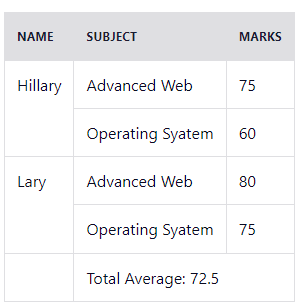 NAME SUBJECT MARKS
Hillary Advanced Web 75
Operating Syatem 60
Lary Advanced Web 80
Operating Syatem 75
Total Average: 72.5